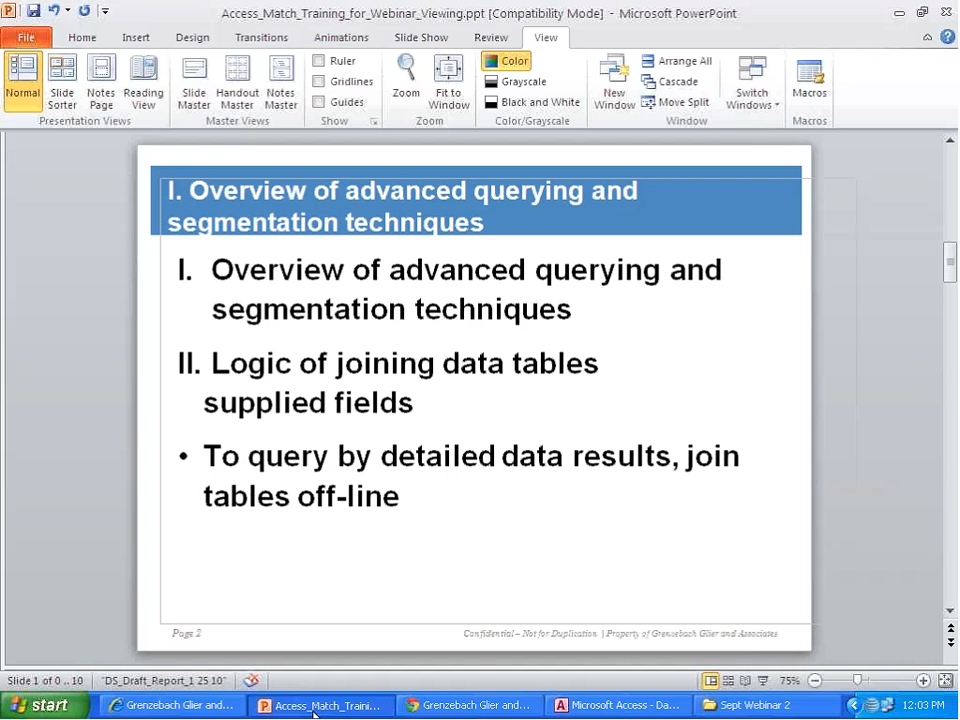 Access_Match_Training_for_Webinar_Viewing.ppt [Compatibility Mode] - Microsoft PowerPoint
File Home Insert Design Transitions Animations Slide Show Review View
Normal Slide Sorter Notes Page Reading View
Presentation Views
Slide Master Handout Master Notes Master
Master Views
Ruler
Gridlines
Guides
Show
Zoom Fit to Window
Zoom
Color
Grayscale
Black and White
Color/Grayscale
New Window
Arrange All
Cascade
Move Split
Switch Windows
Window
Macros
Macros
I. Overview of advanced querying and
segmentation techniques
I. Overview of advanced querying and
segmentation techniques
II. Logic of joining data tables
supplied fields
• To query by detailed data results, join
tables off-line
Page 2
Confidential – Not for Duplication | Property of Grenzebach Glier and Associates
Slide 1 of 0 .. 10 "DS_Draft_Report_1 25 10" 75%
start Grenzebach Glier and... Access_Match_Traini... Grenzebach Glier and... Microsoft Access - Da... Sept Webinar 2 12:03 PM